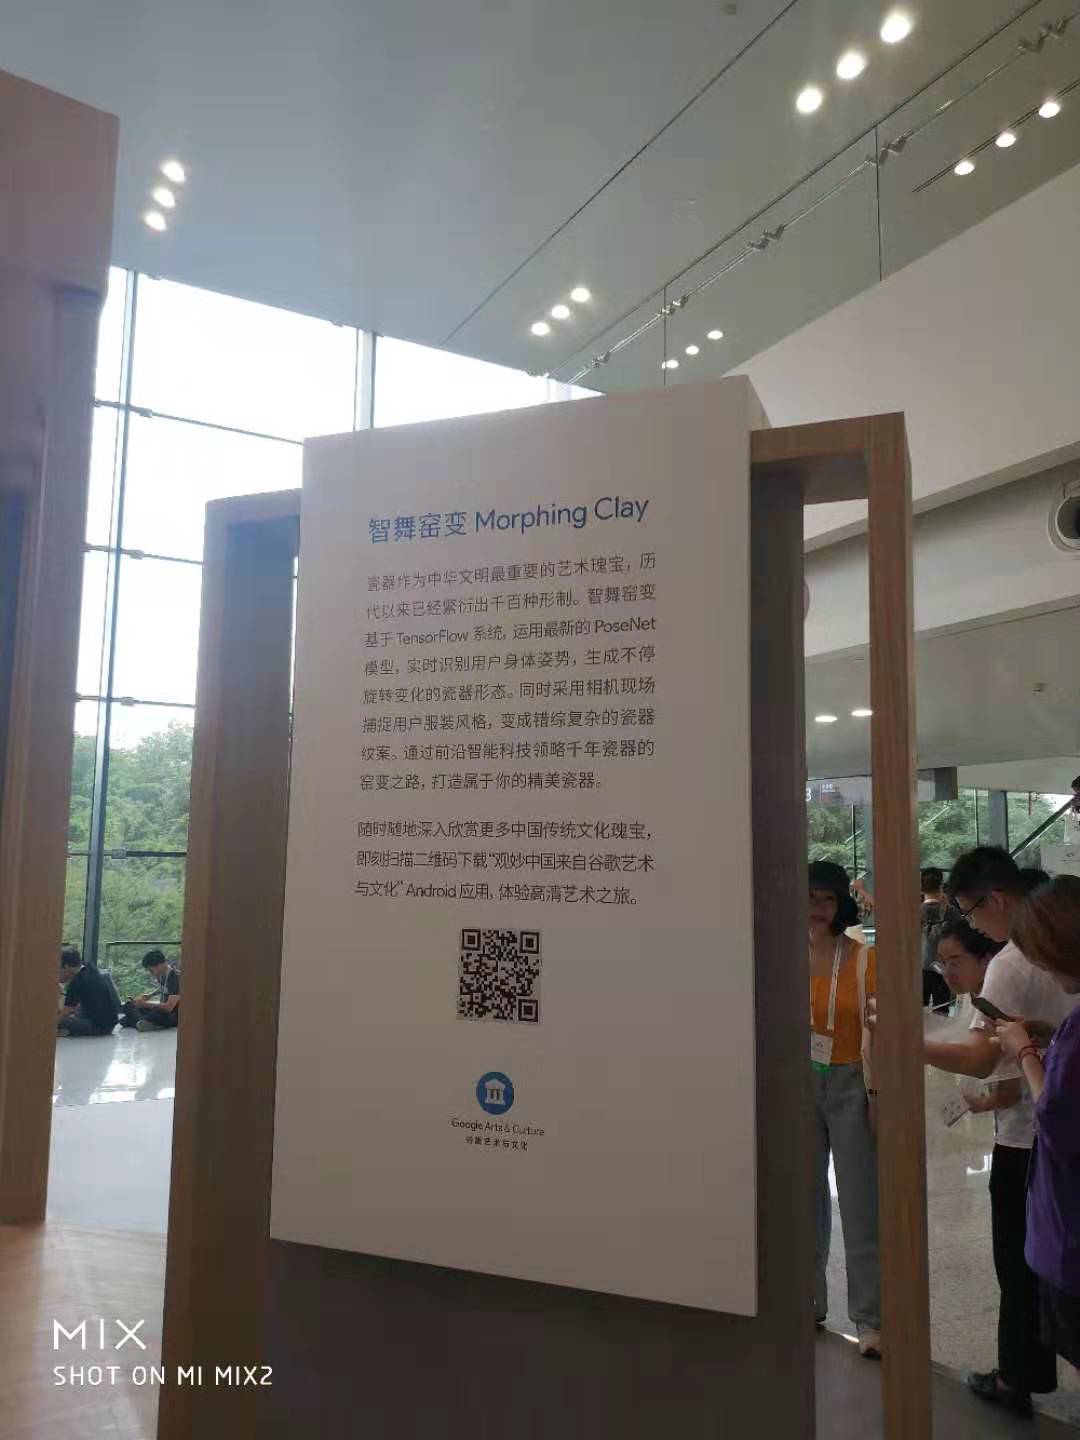 智舞窑变 Morphing Clay
瓷器作为中华文明最重要的艺术瑰宝，历
代以来已经繁衍出千百种形制。智舞窑变
基于 TensorFlow 系统, 运用最新的 PoseNet
模型，实时识别用户身体姿势，生成不停
旋转变化的瓷器形态。同时采用相机现场
捕捉用户服装风格，变成错综复杂的瓷器
纹案。通过前沿智能科技领略千年瓷器的
窑变之路，打造属于你的精美瓷器。
随时随地深入欣赏更多中国传统文化瑰宝，
即刻扫描二维码下载“观妙中国来自谷歌艺术
与文化” Android 应用, 体验高清艺术之旅。
Google Arts & Culture
谷歌艺术与文化
MIX
SHOT ON MI MIX2